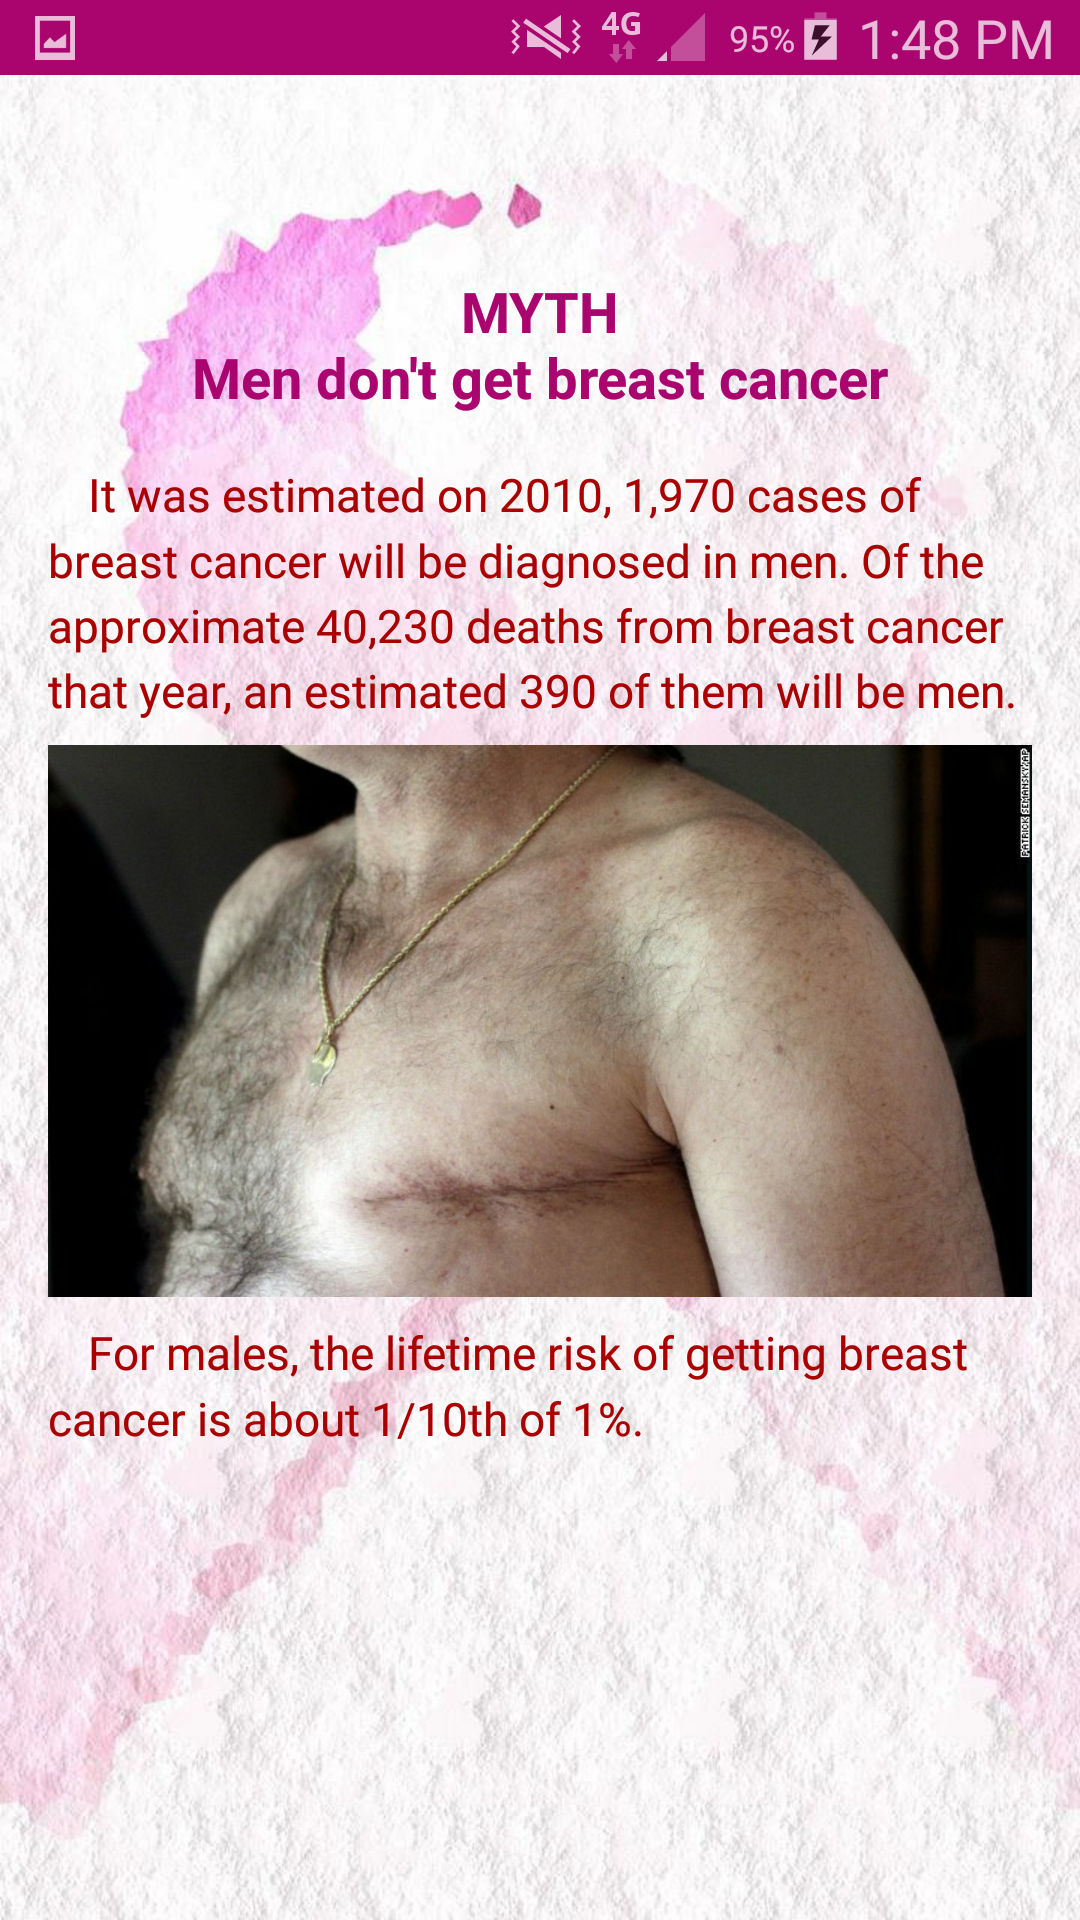 4G 95% 1:48 PM
MYTH
Men don't get breast cancer
It was estimated on 2010, 1,970 cases of
breast cancer will be diagnosed in men. Of the
approximate 40,230 deaths from breast cancer
that year, an estimated 390 of them will be men.
PATRICK SEMANSKY/AP
For males, the lifetime risk of getting breast
cancer is about 1/10th of 1%.